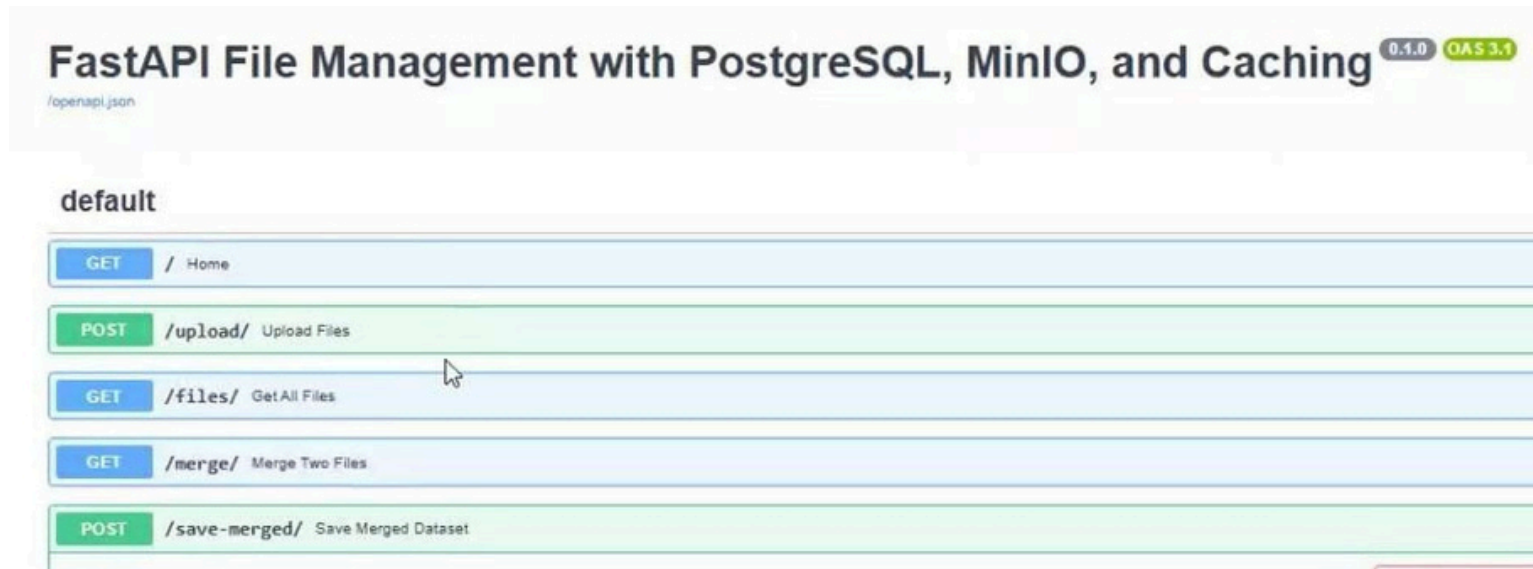 FastAPI File Management with PostgreSQL, MinIO, and Caching 0.1.0 OAS 3.1
/openapi.json
default
GET / Home
POST /upload/ Upload Files
GET /files/ Get All Files
GET /merge/ Merge Two Files
POST /save-merged/ Save Merged Dataset